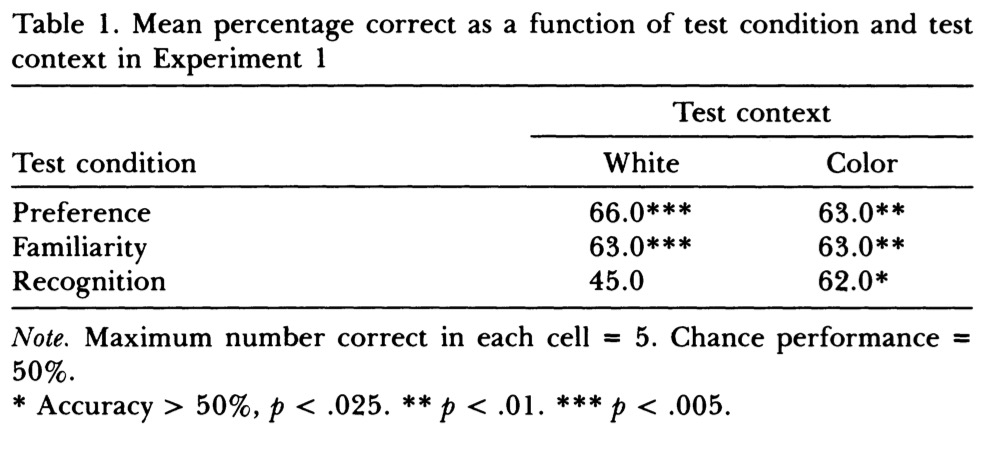 Table 1. Mean percentage correct as a function of test condition and test
context in Experiment 1
Test context
Test condition White Color
Preference 66.0*** 63.0**
Familiarity 63.0*** 63.0**
Recognition 45.0 62.0*
Note. Maximum number correct in each cell = 5. Chance performance =
50%.
* Accuracy > 50%, p < .025. ** p < .01. *** p < .005.